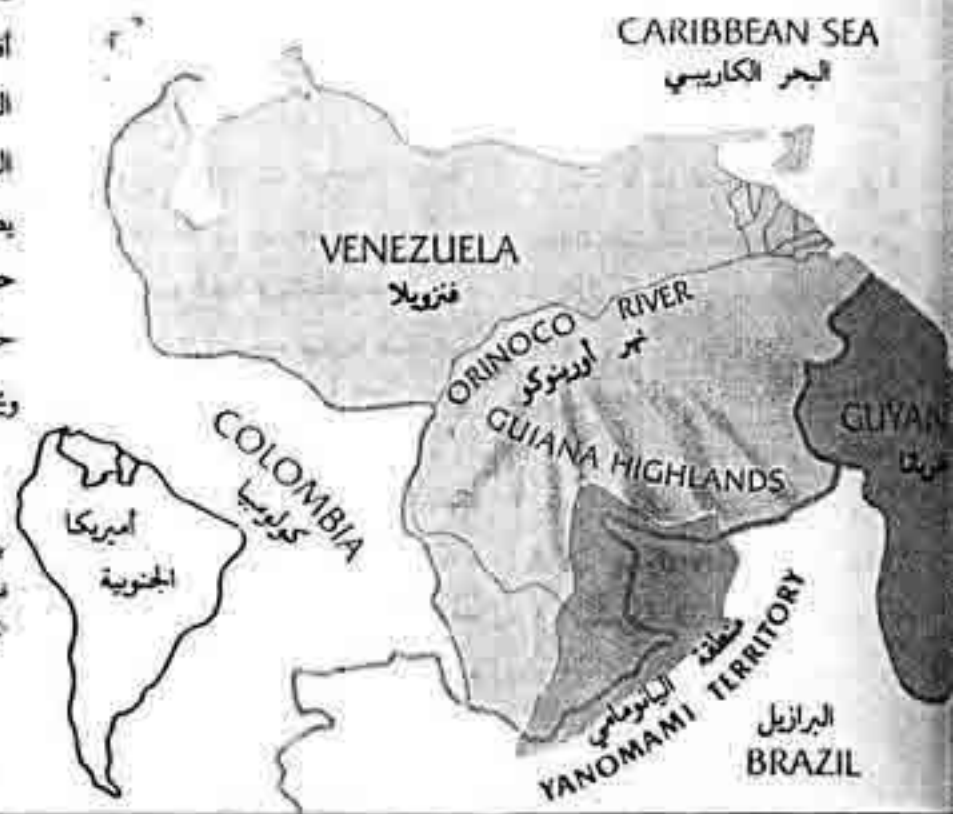 CARIBBEAN SEA
البحر الكاريبي
VENEZUELA
فنزويلا
ORINOCO RIVER
نهر أورينوكو
GUIANA HIGHLANDS
GUYAN
COLOMBIA
كولومبيا
أميريكا
الجنوبية
منطقة اليانومامي
YANOMAMI TERRITORY
البرازيل
BRAZIL